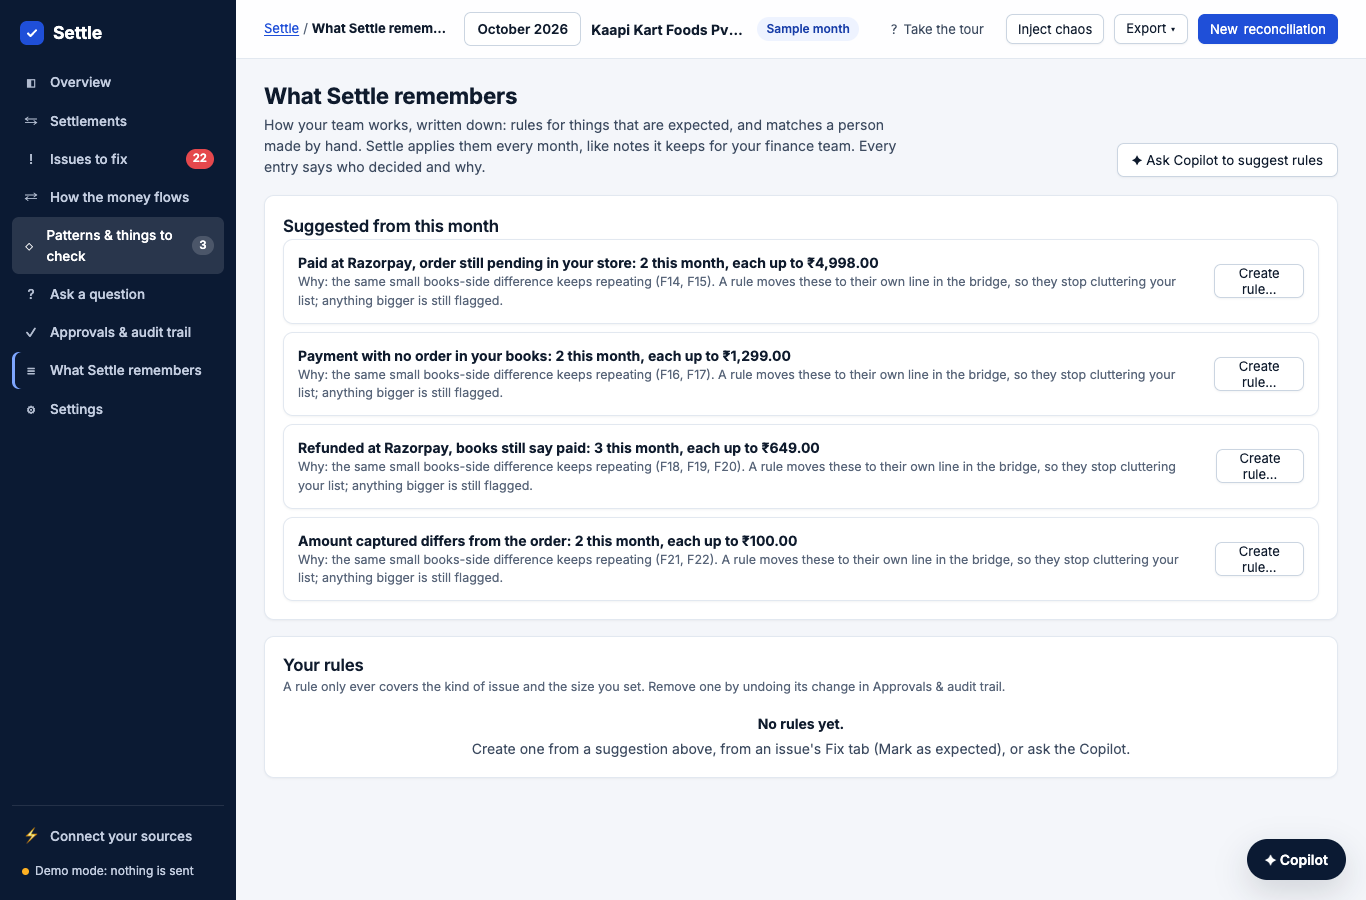 Settle
Overview
Settlements
Issues to fix 22
How the money flows
Patterns & things to
check 3
Ask a question
Approvals & audit trail
What Settle remembers
Settings
Connect your sources
Demo mode: nothing is sent
Settle / What Settle remem...
October 2026
Kaapi Kart Foods Pv...
Sample month
? Take the tour
Inject chaos
Export
New reconciliation
What Settle remembers
How your team works, written down: rules for things that are expected, and matches a person
made by hand. Settle applies them every month, like notes it keeps for your finance team. Every
entry says who decided and why.
Ask Copilot to suggest rules
Suggested from this month
Paid at Razorpay, order still pending in your store: 2 this month, each up to ₹4,998.00
Why: the same small books-side difference keeps repeating (F14, F15). A rule moves these to their own line in the bridge, so they stop cluttering your
list; anything bigger is still flagged.
Create
rule...
Payment with no order in your books: 2 this month, each up to ₹1,299.00
Why: the same small books-side difference keeps repeating (F16, F17). A rule moves these to their own line in the bridge, so they stop cluttering your
list; anything bigger is still flagged.
Create
rule...
Refunded at Razorpay, books still say paid: 3 this month, each up to ₹649.00
Why: the same small books-side difference keeps repeating (F18, F19, F20). A rule moves these to their own line in the bridge, so they stop cluttering
your list; anything bigger is still flagged.
Create
rule...
Amount captured differs from the order: 2 this month, each up to ₹100.00
Why: the same small books-side difference keeps repeating (F21, F22). A rule moves these to their own line in the bridge, so they stop cluttering your
list; anything bigger is still flagged.
Create
rule...
Your rules
A rule only ever covers the kind of issue and the size you set. Remove one by undoing its change in Approvals & audit trail.
No rules yet.
Create one from a suggestion above, from an issue's Fix tab (Mark as expected), or ask the Copilot.
Copilot